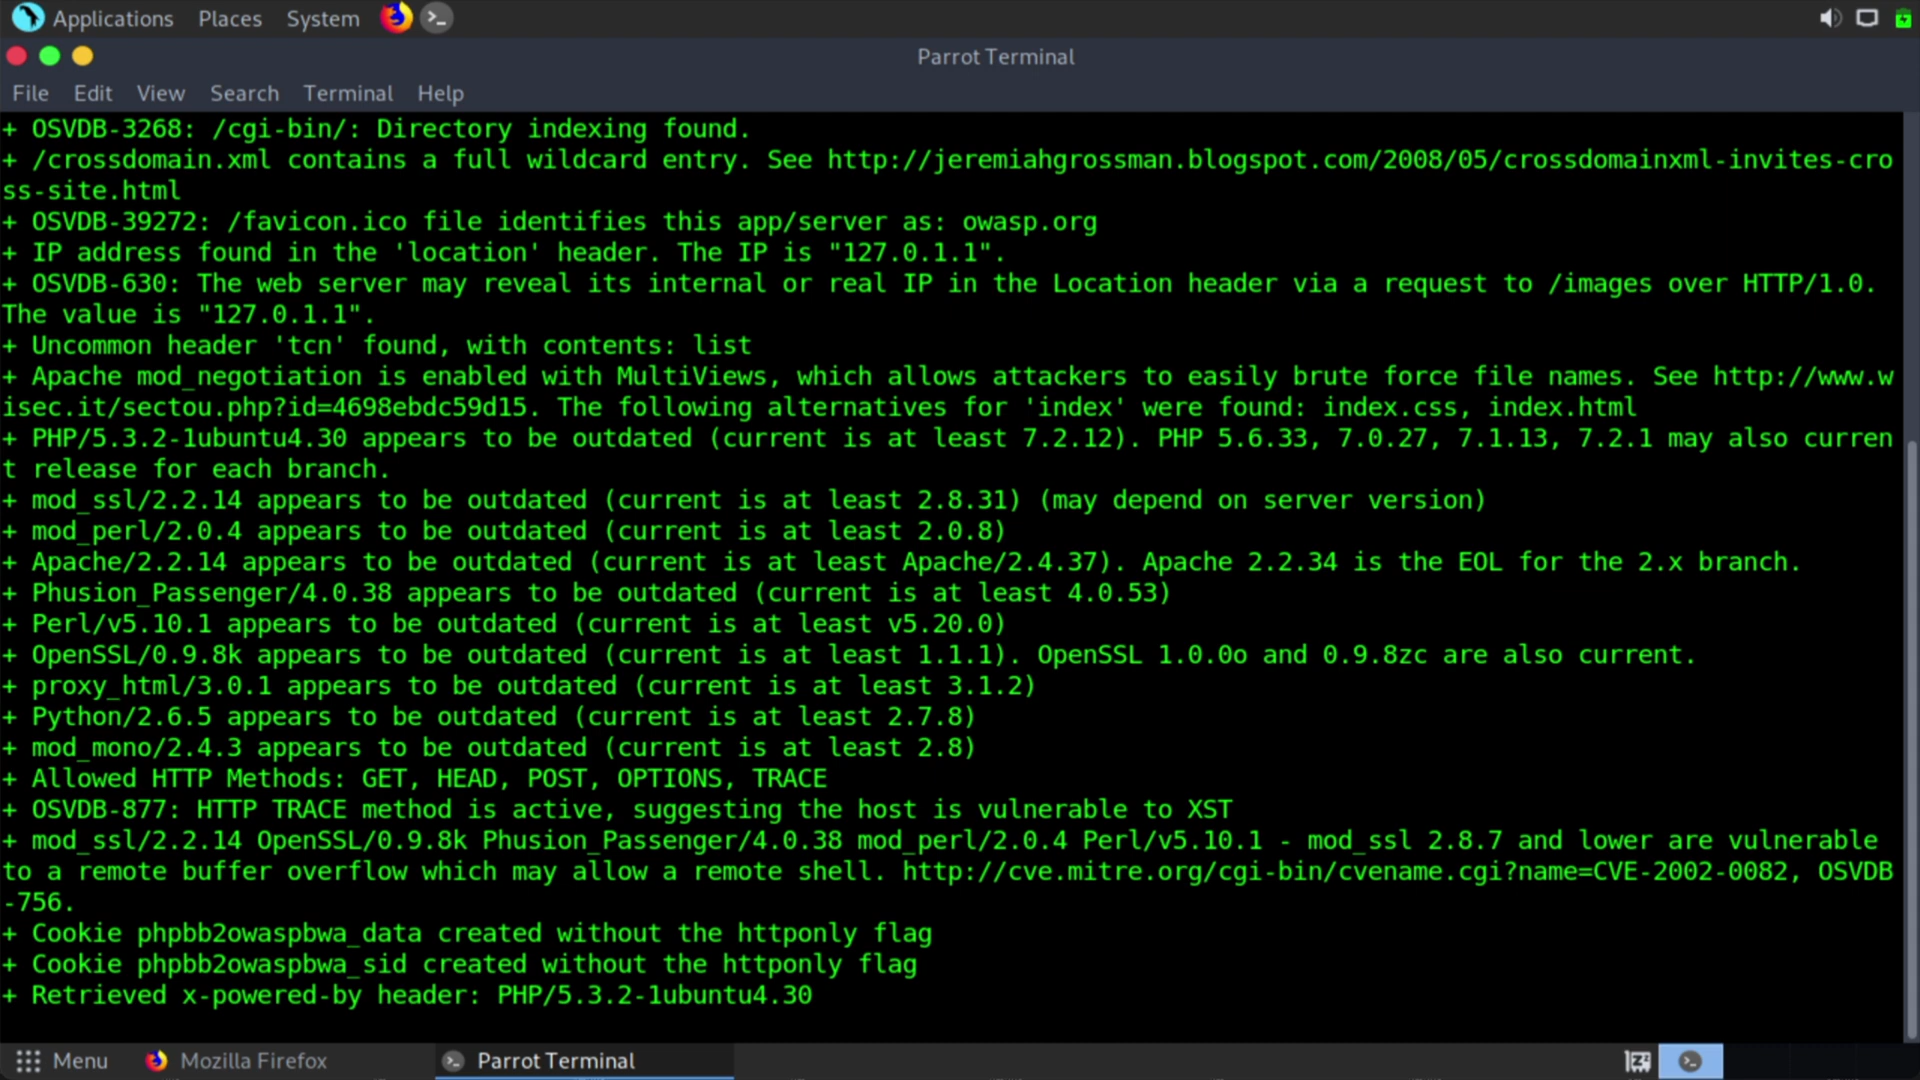 Applications Places System
Parrot Terminal
File Edit View Search Terminal Help
+ OSVDB-3268: /cgi-bin/: Directory indexing found.
+ /crossdomain.xml contains a full wildcard entry. See http://jeremiahgrossman.blogspot.com/2008/05/crossdomainxml-invites-cro
ss-site.html
+ OSVDB-39272: /favicon.ico file identifies this app/server as: owasp.org
+ IP address found in the 'location' header. The IP is "127.0.1.1".
+ OSVDB-630: The web server may reveal its internal or real IP in the Location header via a request to /images over HTTP/1.0.
The value is "127.0.1.1".
+ Uncommon header 'tcn' found, with contents: list
+ Apache mod_negotiation is enabled with MultiViews, which allows attackers to easily brute force file names. See http://www.w
isec.it/sectou.php?id=4698ebdc59d15. The following alternatives for 'index' were found: index.css, index.html
+ PHP/5.3.2-1ubuntu4.30 appears to be outdated (current is at least 7.2.12). PHP 5.6.33, 7.0.27, 7.1.13, 7.2.1 may also curren
t release for each branch.
+ mod_ssl/2.2.14 appears to be outdated (current is at least 2.8.31) (may depend on server version)
+ mod_perl/2.0.4 appears to be outdated (current is at least 2.0.8)
+ Apache/2.2.14 appears to be outdated (current is at least Apache/2.4.37). Apache 2.2.34 is the EOL for the 2.x branch.
+ Phusion_Passenger/4.0.38 appears to be outdated (current is at least 4.0.53)
+ Perl/v5.10.1 appears to be outdated (current is at least v5.20.0)
+ OpenSSL/0.9.8k appears to be outdated (current is at least 1.1.1). OpenSSL 1.0.0o and 0.9.8zc are also current.
+ proxy_html/3.0.1 appears to be outdated (current is at least 3.1.2)
+ Python/2.6.5 appears to be outdated (current is at least 2.7.8)
+ mod_mono/2.4.3 appears to be outdated (current is at least 2.8)
+ Allowed HTTP Methods: GET, HEAD, POST, OPTIONS, TRACE
+ OSVDB-877: HTTP TRACE method is active, suggesting the host is vulnerable to XST
+ mod_ssl/2.2.14 OpenSSL/0.9.8k Phusion_Passenger/4.0.38 mod_perl/2.0.4 Perl/v5.10.1 - mod_ssl 2.8.7 and lower are vulnerable
to a remote buffer overflow which may allow a remote shell. http://cve.mitre.org/cgi-bin/cvename.cgi?name=CVE-2002-0082, OSVDB
-756.
+ Cookie phpbb2owaspbwa_data created without the httponly flag
+ Cookie phpbb2owaspbwa_sid created without the httponly flag
+ Retrieved x-powered-by header: PHP/5.3.2-1ubuntu4.30
Menu Mozilla Firefox Parrot Terminal